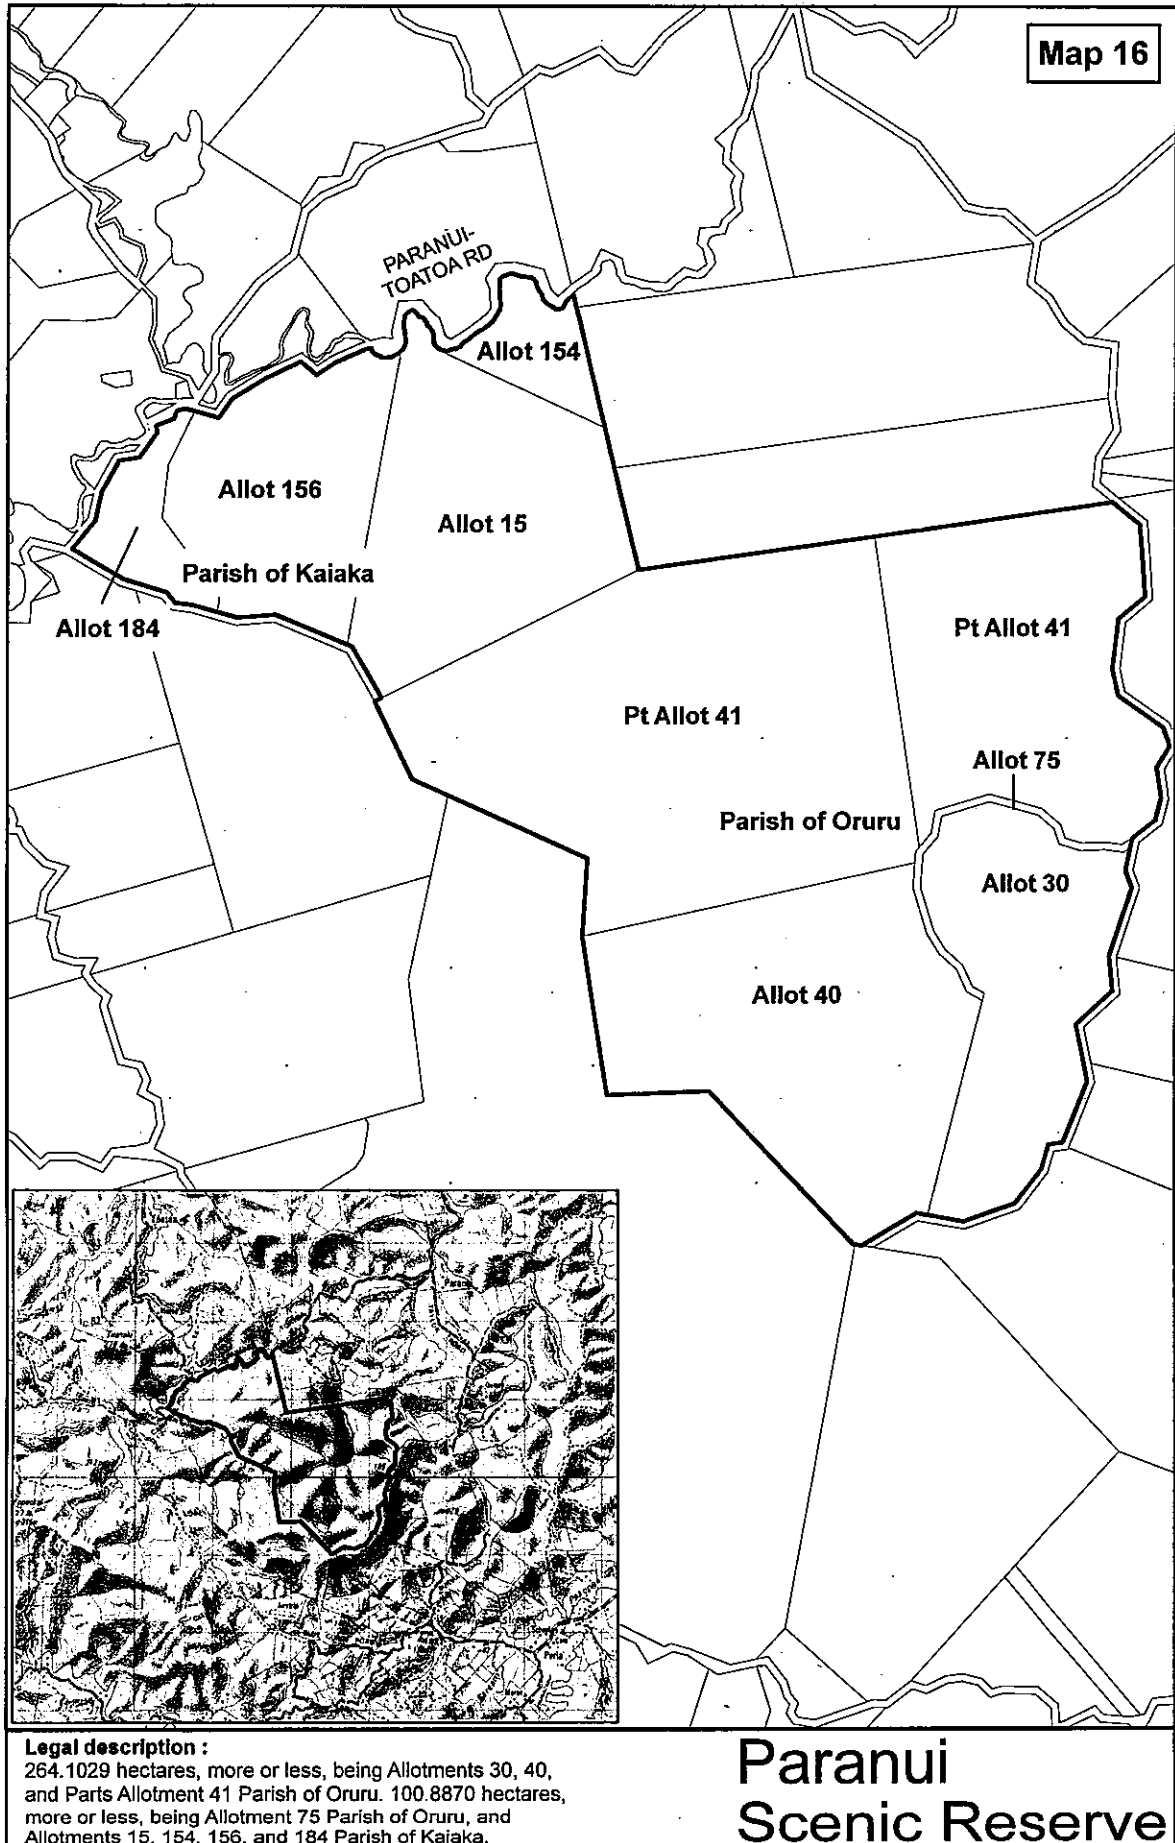 Map 16
PARANUI-
TOATOA RD
Allot 154
Allot 156
Allot 15
Parish of Kaiaka
Allot 184
Pt Allot 41
Pt Allot 41
Allot 75
Parish of Oruru
Allot 30
Allot 40
Legal description :
264.1029 hectares, more or less, being Allotments 30, 40,
and Parts Allotment 41 Parish of Oruru. 100.8870 hectares,
more or less, being Allotment 75 Parish of Oruru, and
Allotments 15, 154, 156, and 184 Parish of Kaiaka.
Paranui
Scenic Reserve